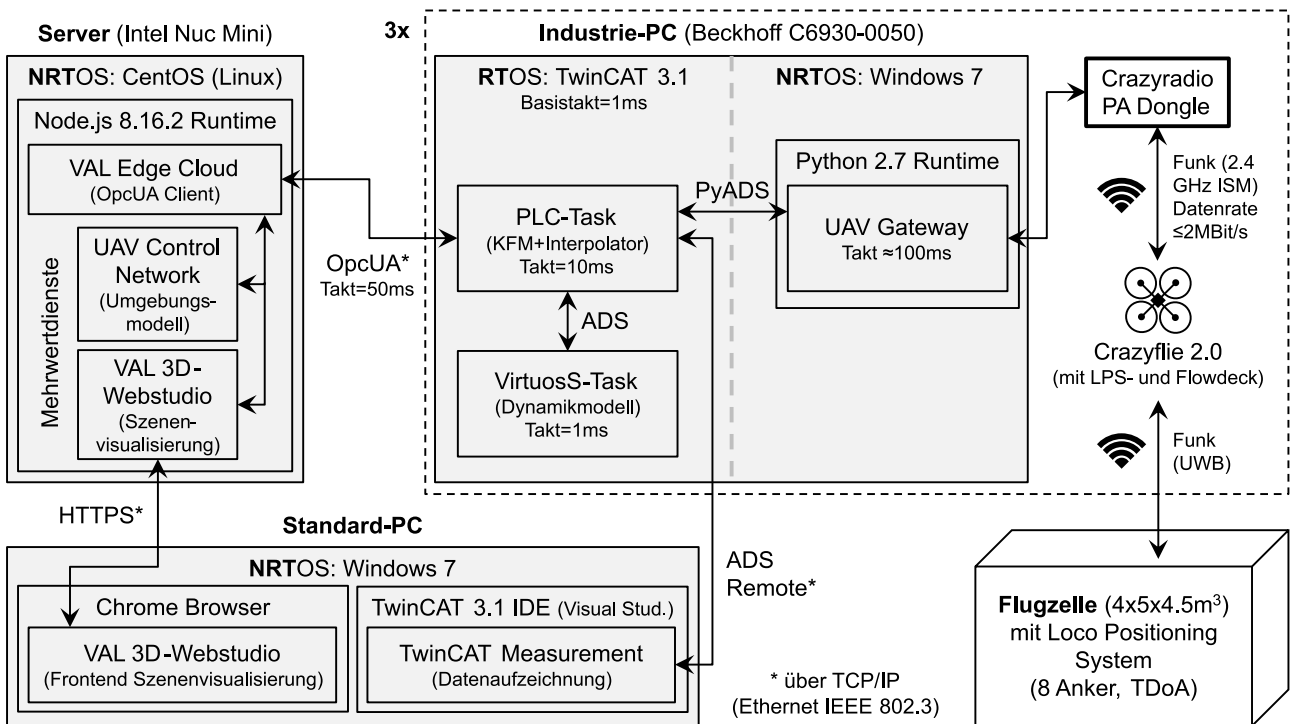 Server (Intel Nuc Mini)
NRTOS: CentOS (Linux)
Node.js 8.16.2 Runtime
VAL Edge Cloud
(OpcUA Client)
Mehrwertdienste
UAV Control
Network
(Umgebungs-
modell)
VAL 3D-
Webstudio
(Szenen-
visualisierung)
OpcUA*
Takt=50ms
3x
Industrie-PC (Beckhoff C6930-0050)
RTOS: TwinCAT 3.1
Basistakt=1ms
PLC-Task
(KFM+Interpolator)
Takt=10ms
ADS
VirtuosS-Task
(Dynamikmodell)
Takt=1ms
PyADS
NRTOS: Windows 7
Python 2.7 Runtime
UAV Gateway
Takt ≈100ms
Crazyradio
PA Dongle
Funk (2.4
GHz ISM)
Datenrate
≤2MBit/s
Crazyflie 2.0
(mit LPS- und Flowdeck)
Funk
(UWB)
HTTPS*
Standard-PC
NRTOS: Windows 7
Chrome Browser
VAL 3D-Webstudio
(Frontend Szenenvisualisierung)
TwinCAT 3.1 IDE (Visual Stud.)
TwinCAT Measurement
(Datenaufzeichnung)
ADS
Remote*
* über TCP/IP
(Ethernet IEEE 802.3)
Flugzelle (4x5x4.5m³)
mit Loco Positioning
System
(8 Anker, TDoA)